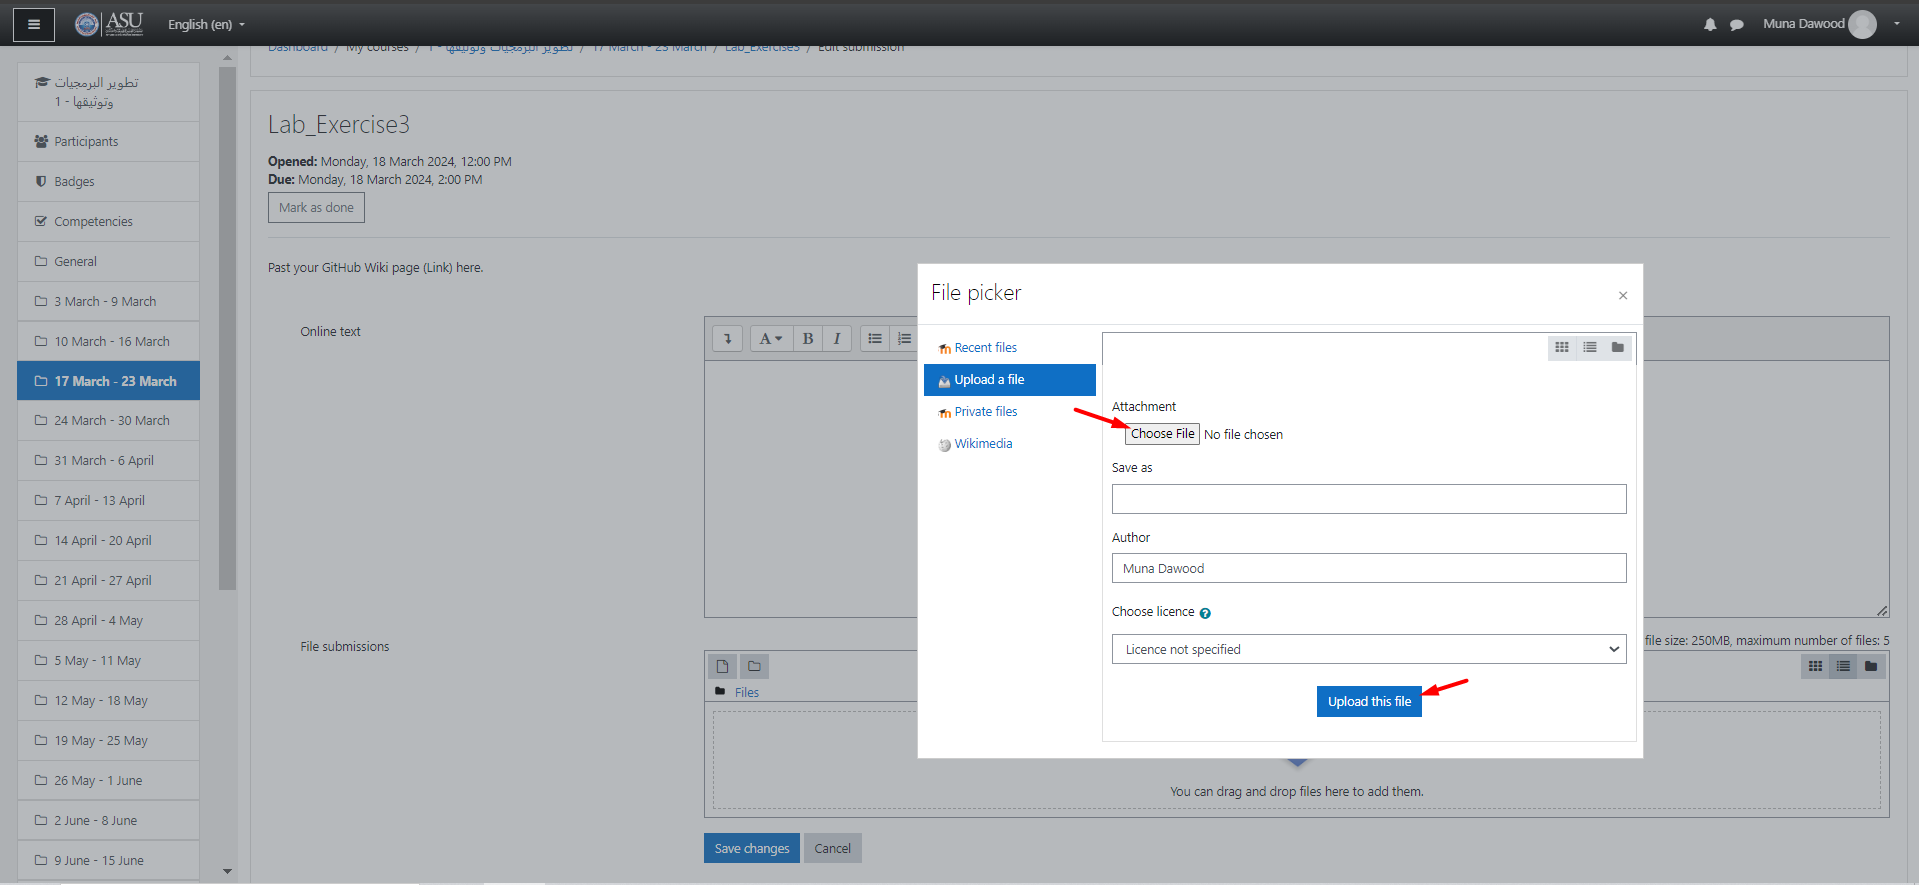 ASU
English (en)
Muna Dawood
Dashboard / My courses / تطوير البرمجيات وتوثيقها - 1 / 17 March - 23 March / Lab_Exercise3 / Edit submission
تطوير البرمجيات
وتوثيقها - 1
Participants
Badges
Competencies
General
3 March - 9 March
10 March - 16 March
17 March - 23 March
24 March - 30 March
31 March - 6 April
7 April - 13 April
14 April - 20 April
21 April - 27 April
28 April - 4 May
5 May - 11 May
12 May - 18 May
19 May - 25 May
26 May - 1 June
2 June - 8 June
9 June - 15 June
Lab_Exercise3
Opened: Monday, 18 March 2024, 12:00 PM
Due: Monday, 18 March 2024, 2:00 PM
Mark as done
Past your GitHub Wiki page (Link) here.
Online text
A B I
File submissions
file size: 250MB, maximum number of files: 5
Files
You can drag and drop files here to add them.
Save changes Cancel
File picker
×
Recent files
Upload a file
Private files
Wikimedia
Attachment
Choose File No file chosen
Save as
Author
Muna Dawood
Choose licence ?
Licence not specified
Upload this file